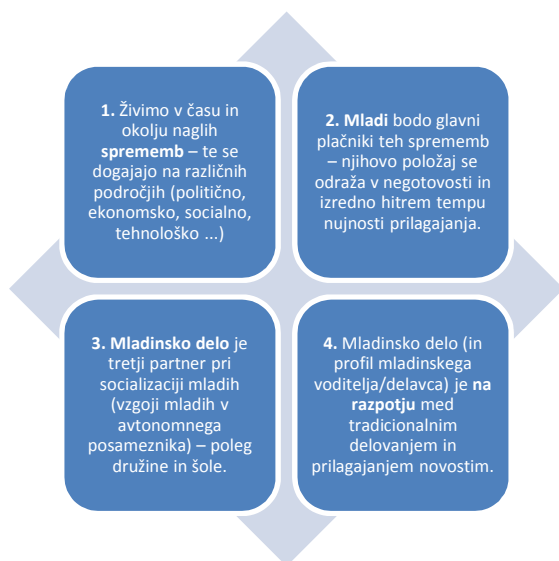 1. Živimo v času in
okolju naglih
sprememb – te se
dogajajo na različnih
področjih (politično,
ekonomsko, socialno,
tehnološko ...)
2. Mladi bodo glavni
plačniki teh sprememb
– njihovo položaj se
odraža v negotovosti in
izredno hitrem tempu
nujnosti prilagajanja.
3. Mladinsko delo je
tretji partner pri
socializaciji mladih
(vzgoji mladih v
avtonomnega
posameznika) – poleg
družine in šole.
4. Mladinsko delo (in
profil mladinskega
voditelja/delavca) je na
razpotju med
tradicionalnim
delovanjem in
prilagajanjem novostim.